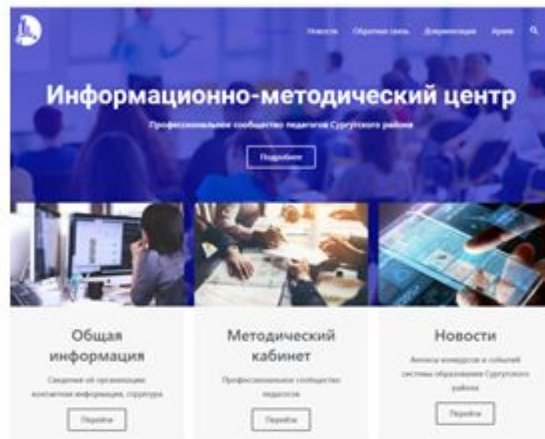 Новости Обратная связь Документация Архив
Информационно-методический центр
Профессиональное сообщество педагогов Сургутского района
Подробнее
Общая
информация
Сведения об организации:
контактная информация, структура
Перейти
Методический
кабинет
Профессиональное сообщество
педагогов
Перейти
Новости
Анонсы конкурсов и событий
системы образования Сургутского
района
Перейти